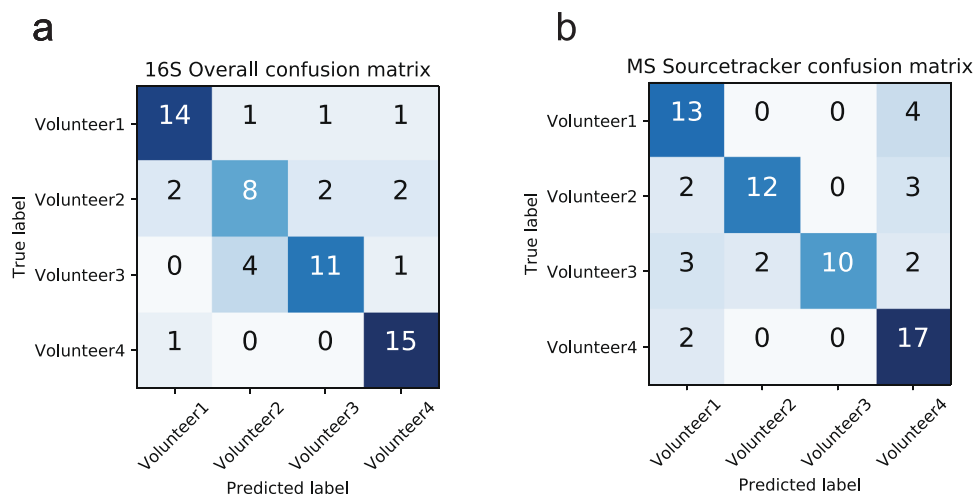 a
16S Overall confusion matrix
True label
Volunteer1 14 1 1 1
Volunteer2 2 8 2 2
Volunteer3 0 4 11 1
Volunteer4 1 0 0 15
Volunteer1 Volunteer2 Volunteer3 Volunteer4
Predicted label
b
MS Sourcetracker confusion matrix
True label
Volunteer1 13 0 0 4
Volunteer2 2 12 0 3
Volunteer3 3 2 10 2
Volunteer4 2 0 0 17
Volunteer1 Volunteer2 Volunteer3 Volunteer4
Predicted label